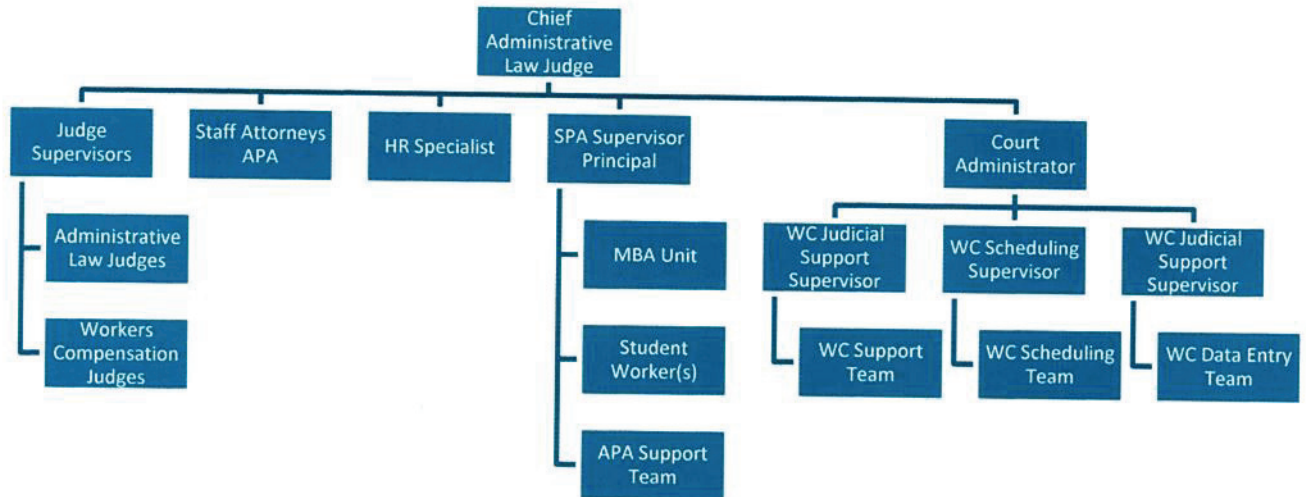 Chief
Administrative
Law Judge
Judge
Supervisors
Staff Attorneys
APA
HR Specialist
SPA Supervisor
Principal
Court
Administrator
Administrative
Law Judges
Workers
Compensation
Judges
MBA Unit
Student
Worker(s)
APA Support
Team
WC Judicial
Support
Supervisor
WC Scheduling
Supervisor
WC Judicial
Support
Supervisor
WC Support
Team
WC Scheduling
Team
WC Data Entry
Team